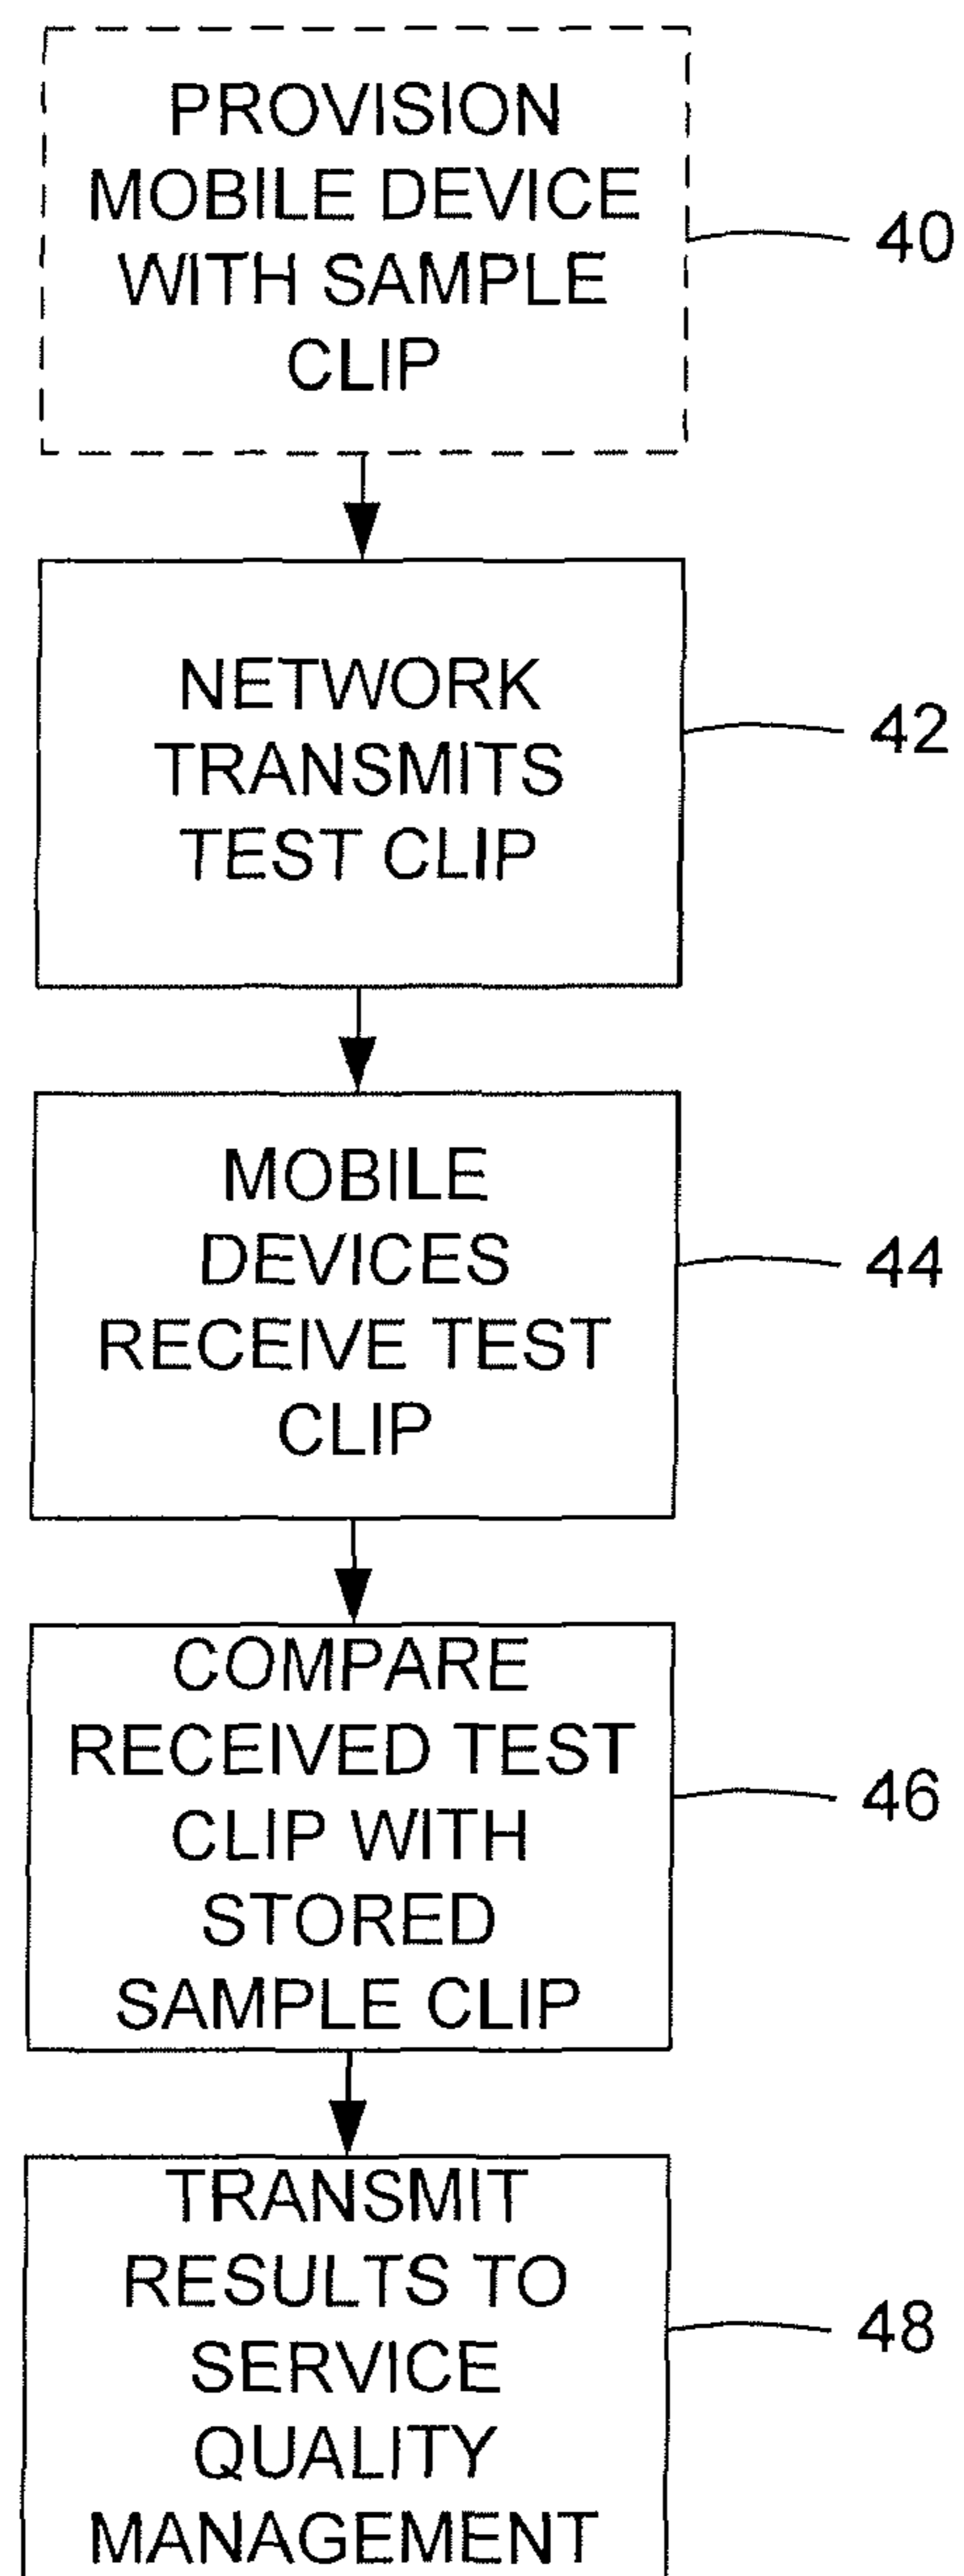 PROVISION
MOBILE DEVICE
WITH SAMPLE
CLIP
40
NETWORK
TRANSMITS
TEST CLIP
42
MOBILE
DEVICES
RECEIVE TEST
CLIP
44
COMPARE
RECEIVED TEST
CLIP WITH
STORED
SAMPLE CLIP
46
TRANSMIT
RESULTS TO
SERVICE
QUALITY
MANAGEMENT
48